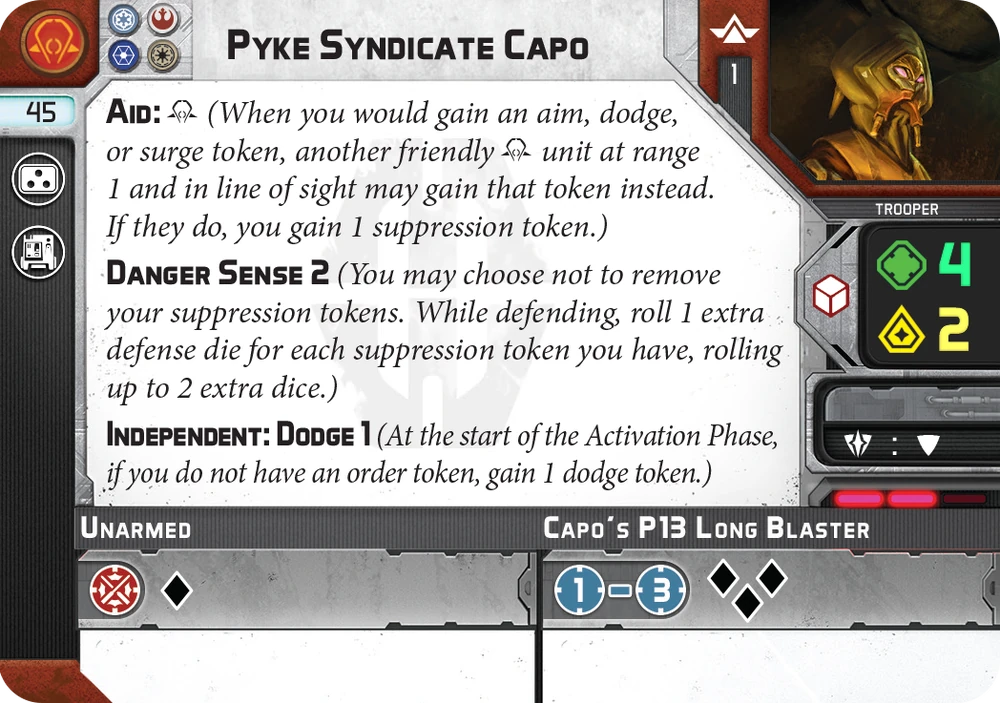 PYKE SYNDICATE CAPO
1
45
AID: (When you would gain an aim, dodge,
or surge token, another friendly unit at range
1 and in line of sight may gain that token instead.
If they do, you gain 1 suppression token.)
DANGER SENSE 2 (You may choose not to remove
your suppression tokens. While defending, roll 1 extra
defense die for each suppression token you have, rolling
up to 2 extra dice.)
INDEPENDENT: DODGE 1 (At the start of the Activation Phase,
if you do not have an order token, gain 1 dodge token.)
TROOPER
4
2
:
UNARMED
CAPO'S P13 LONG BLASTER
1-3